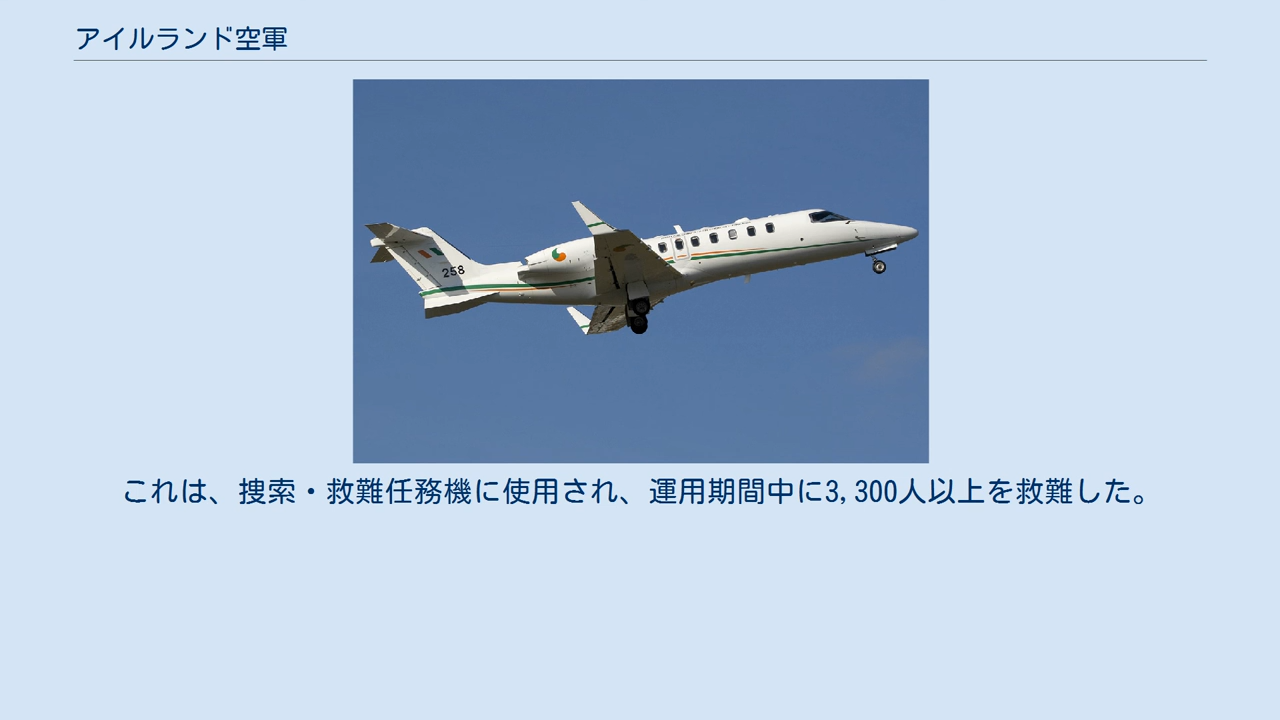 アイルランド空軍
258
これは、捜索・救難任務機に使用され、運用期間中に3,300人以上を救難した。